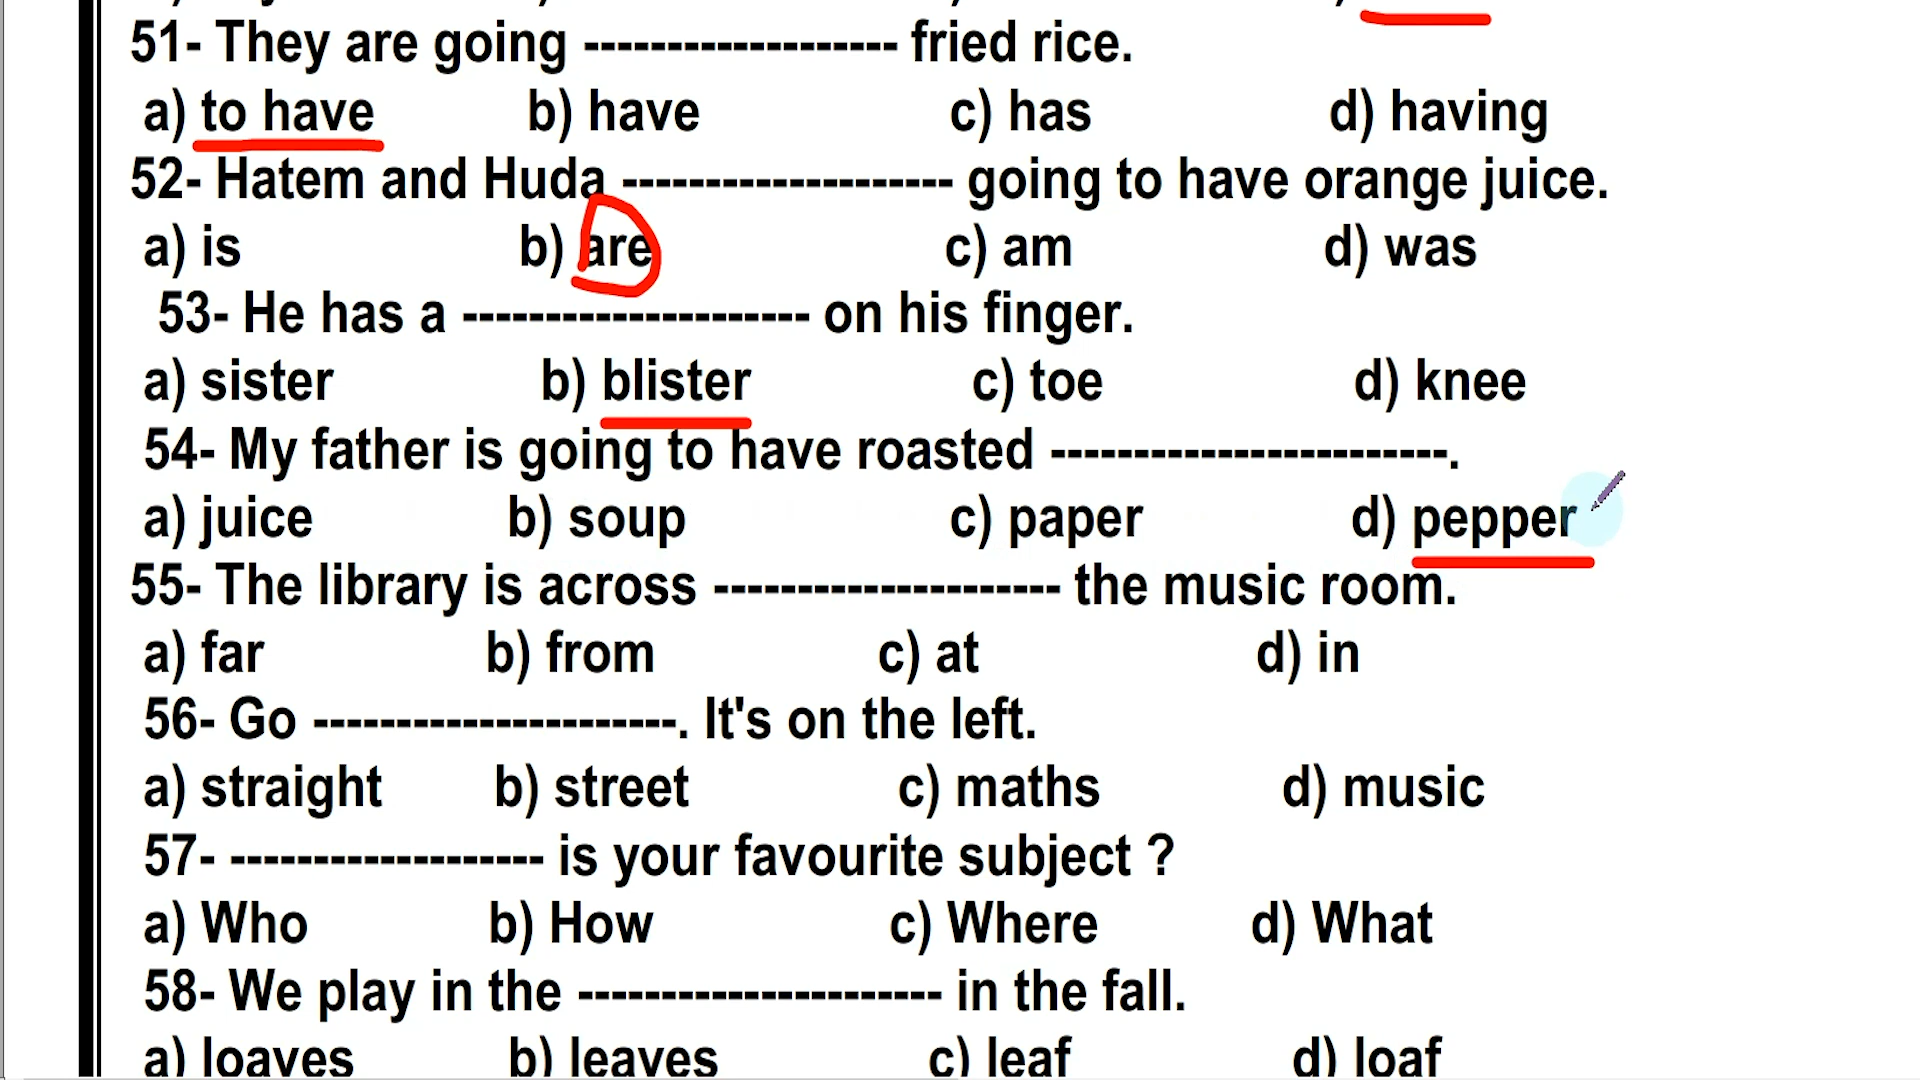 51- They are going ------------------- fried rice.
a) to have b) have c) has d) having
52- Hatem and Huda -------------------- going to have orange juice.
a) is b) are c) am d) was
53- He has a --------------------- on his finger.
a) sister b) blister c) toe d) knee
54- My father is going to have roasted ------------------------.
a) juice b) soup c) paper d) pepper
55- The library is across --------------------- the music room.
a) far b) from c) at d) in
56- Go ----------------------. It's on the left.
a) straight b) street c) maths d) music
57- ------------------- is your favourite subject ?
a) Who b) How c) Where d) What
58- We play in the ---------------------- in the fall.
a) loaves b) leaves c) leaf d) loaf